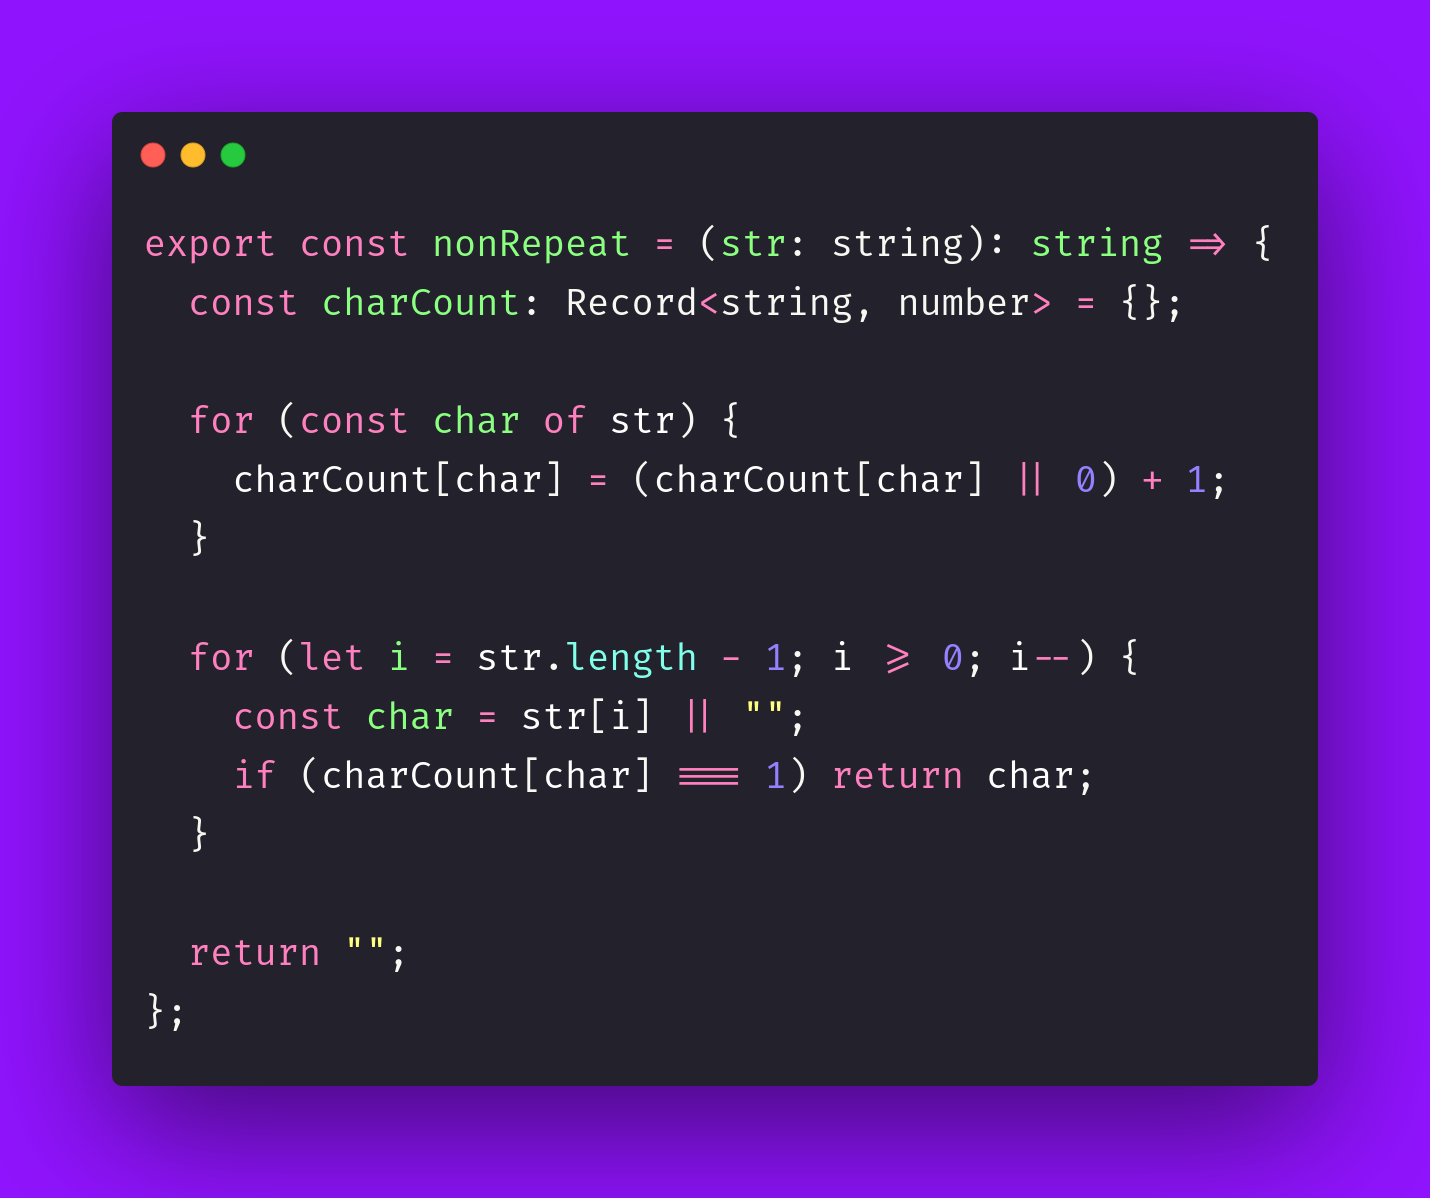 export const nonRepeat = (str: string): string => {
  const charCount: Record<string, number> = {};
  for (const char of str) {
    charCount[char] = (charCount[char] || 0) + 1;
  }
  for (let i = str.length - 1; i >= 0; i--) {
    const char = str[i] || "";
    if (charCount[char] === 1) return char;
  }
  return "";
};